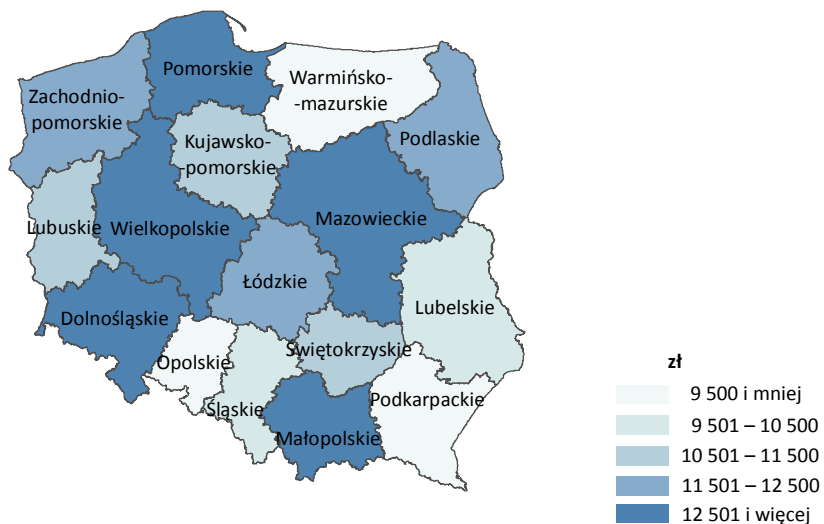 Pomorskie
Warmińsko-
-mazurskie
Zachodnio-
pomorskie
Podlaskie
Kujawsko-
-pomorskie
Lubuskie
Wielkopolskie
Mazowieckie
Łódzkie
Lubelskie
Dolnośląskie
Opolskie
Świętokrzyskie
Śląskie
Podkarpackie
Małopolskie
zł
9 500 i mniej
9 501 – 10 500
10 501 – 11 500
11 501 – 12 500
12 501 i więcej